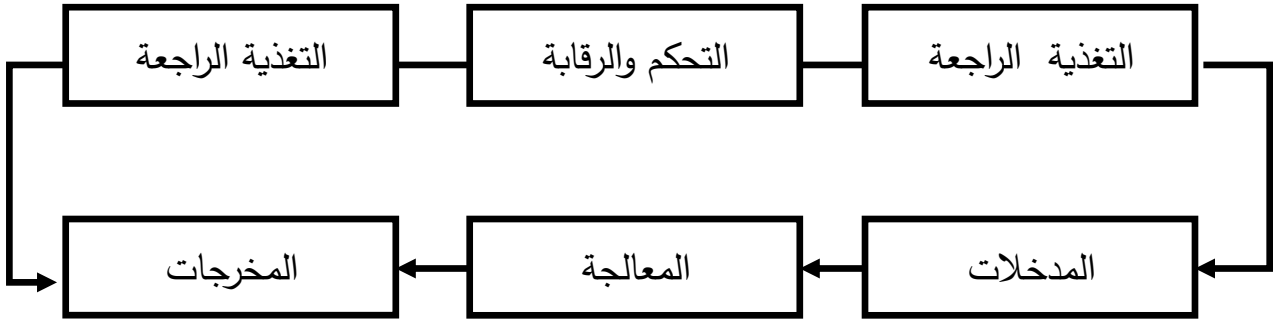 التغذية الراجعة
التحكم والرقابة
التغذية الراجعة
المدخلات
المعالجة
المخرجات